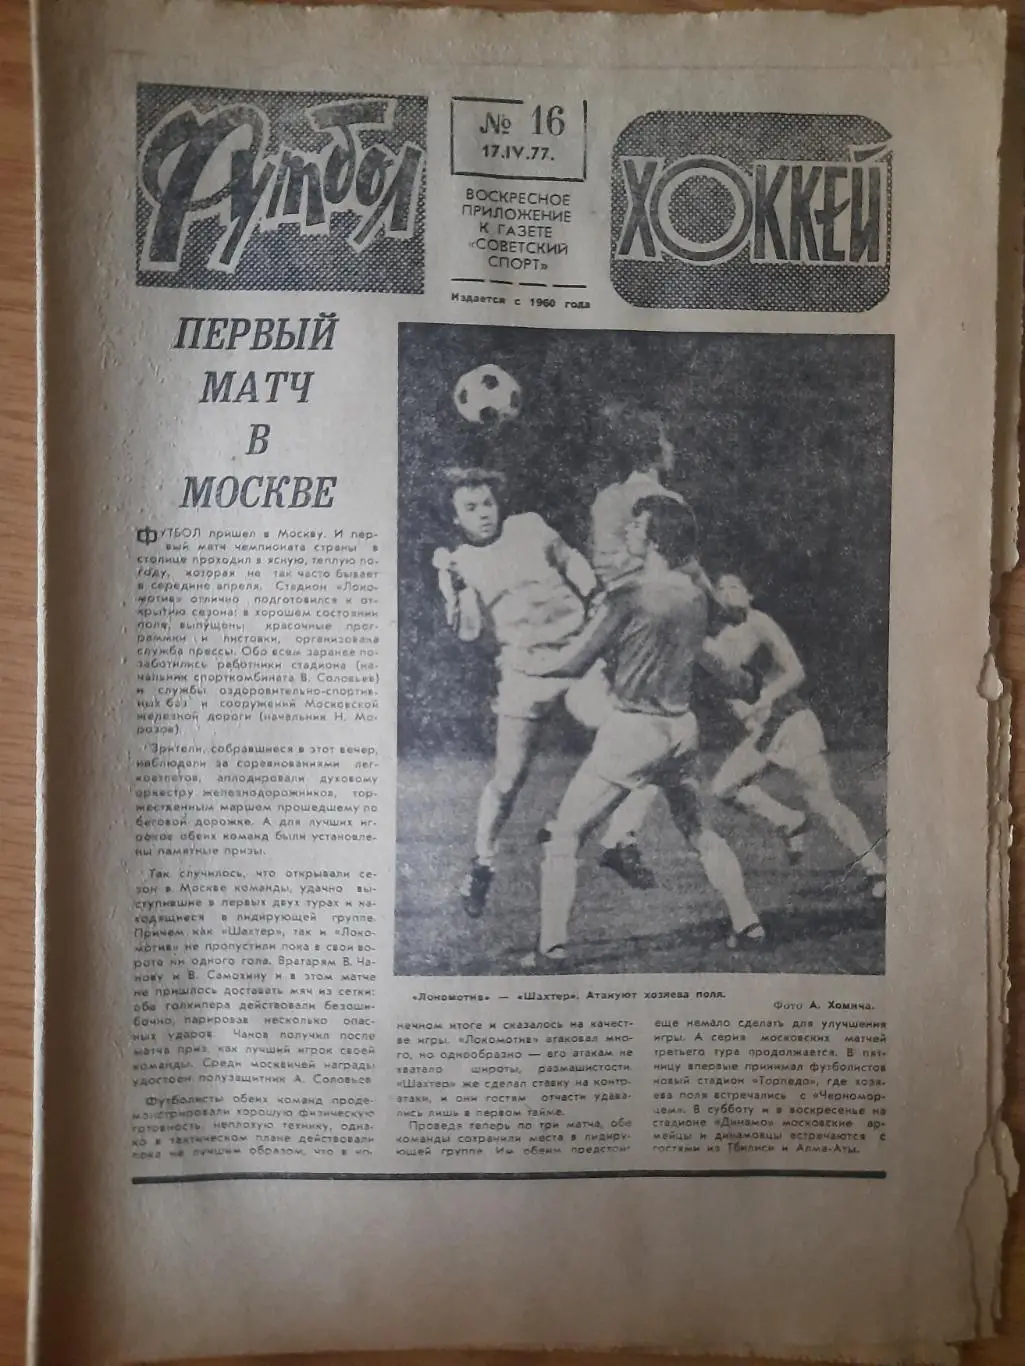 Футбол
№ 16
17.IV.77.
ВОСКРЕСНОЕ
ПРИЛОЖЕНИЕ
К ГАЗЕТЕ
«СОВЕТСКИЙ
СПОРТ»
Издается с 1960 года
ХОККЕЙ
ПЕРВЫЙ
МАТЧ
В
МОСКВЕ
ФУТБОЛ пришел в Москву. И пер-
вый матч чемпионата страны в
столице проходил в ясную, теплую по-
году, которая не так часто бывает
в середине апреля. Стадион «Локо-
мотив» отлично подготовился к от-
крытию сезона: в хорошем состоянии
поля, выпущены красочные прог-
раммки и листовки, организована
служба прессы. Обо всем заранее по-
заботились работники стадиона (на-
чальник спорткомбината В. Соловьев)
и службы оздоровительно-спортив-
ных баз и сооружений Московской
железной дороги (начальник Н. Мо-
розов).
Зрители, собравшиеся в этот вечер,
наблюдали за соревнованиями лег-
коатлетов, аплодировали духовому
оркестру железнодорожников, тор-
жественным маршем прошедшему по
беговой дорожке. А для лучших иг-
роков обеих команд были установле-
ны памятные призы.
Так случилось, что открывали се-
зон в Москве команды, удачно вы-
ступившие в первых двух турах и на-
ходящиеся в лидирующей группе.
Причем как «Шахтер», так и «Локо-
мотив» не пропустили пока в свои во-
рота ни одного гола. Вратарям В. Ча-
нову и В. Самохину и в этом матче
не пришлось доставать мяч из сетки:
оба голкипера действовали безоши-
бочно, парировав несколько опас-
ных ударов. Чанов получил после
матча приз, как лучший игрок своей
команды. Среди москвичей награды
удостоен полузащитник А. Соловьев
Футболисты обеих команд проде-
монстрировали хорошую физическую
готовность, неплохую технику, одна-
ко в тактическом плане действовали
пока не лучшим образом, что в ко-
«Локомотив» — «Шахтер». Атакуют хозяева поля.
Фото А. Хомича.
нечном итоге и сказалось на качест-
ве игры. «Локомотив» атаковал мно-
го, но однообразно — его атакам не
хватало широты, размашистости.
«Шахтер» же сделал ставку на контр-
атаки, и они гостям отчасти удава-
лись лишь в первом тайме.
Проведя теперь по три матча, обе
команды сохранили места в лидиру-
ющей группе. Им обеим предстоит
еще немало сделать для улучшения
игры. А серия московских матчей
третьего тура продолжается. В пят-
ницу впервые принимал футболистов
новый стадион «Торпедо», где хозя-
ева поля встречались с «Черномор-
цем». В субботу и в воскресенье на
стадионе «Динамо» московские ар-
мейцы и динамовцы встречаются с
гостями из Тбилиси и Алма-Аты.